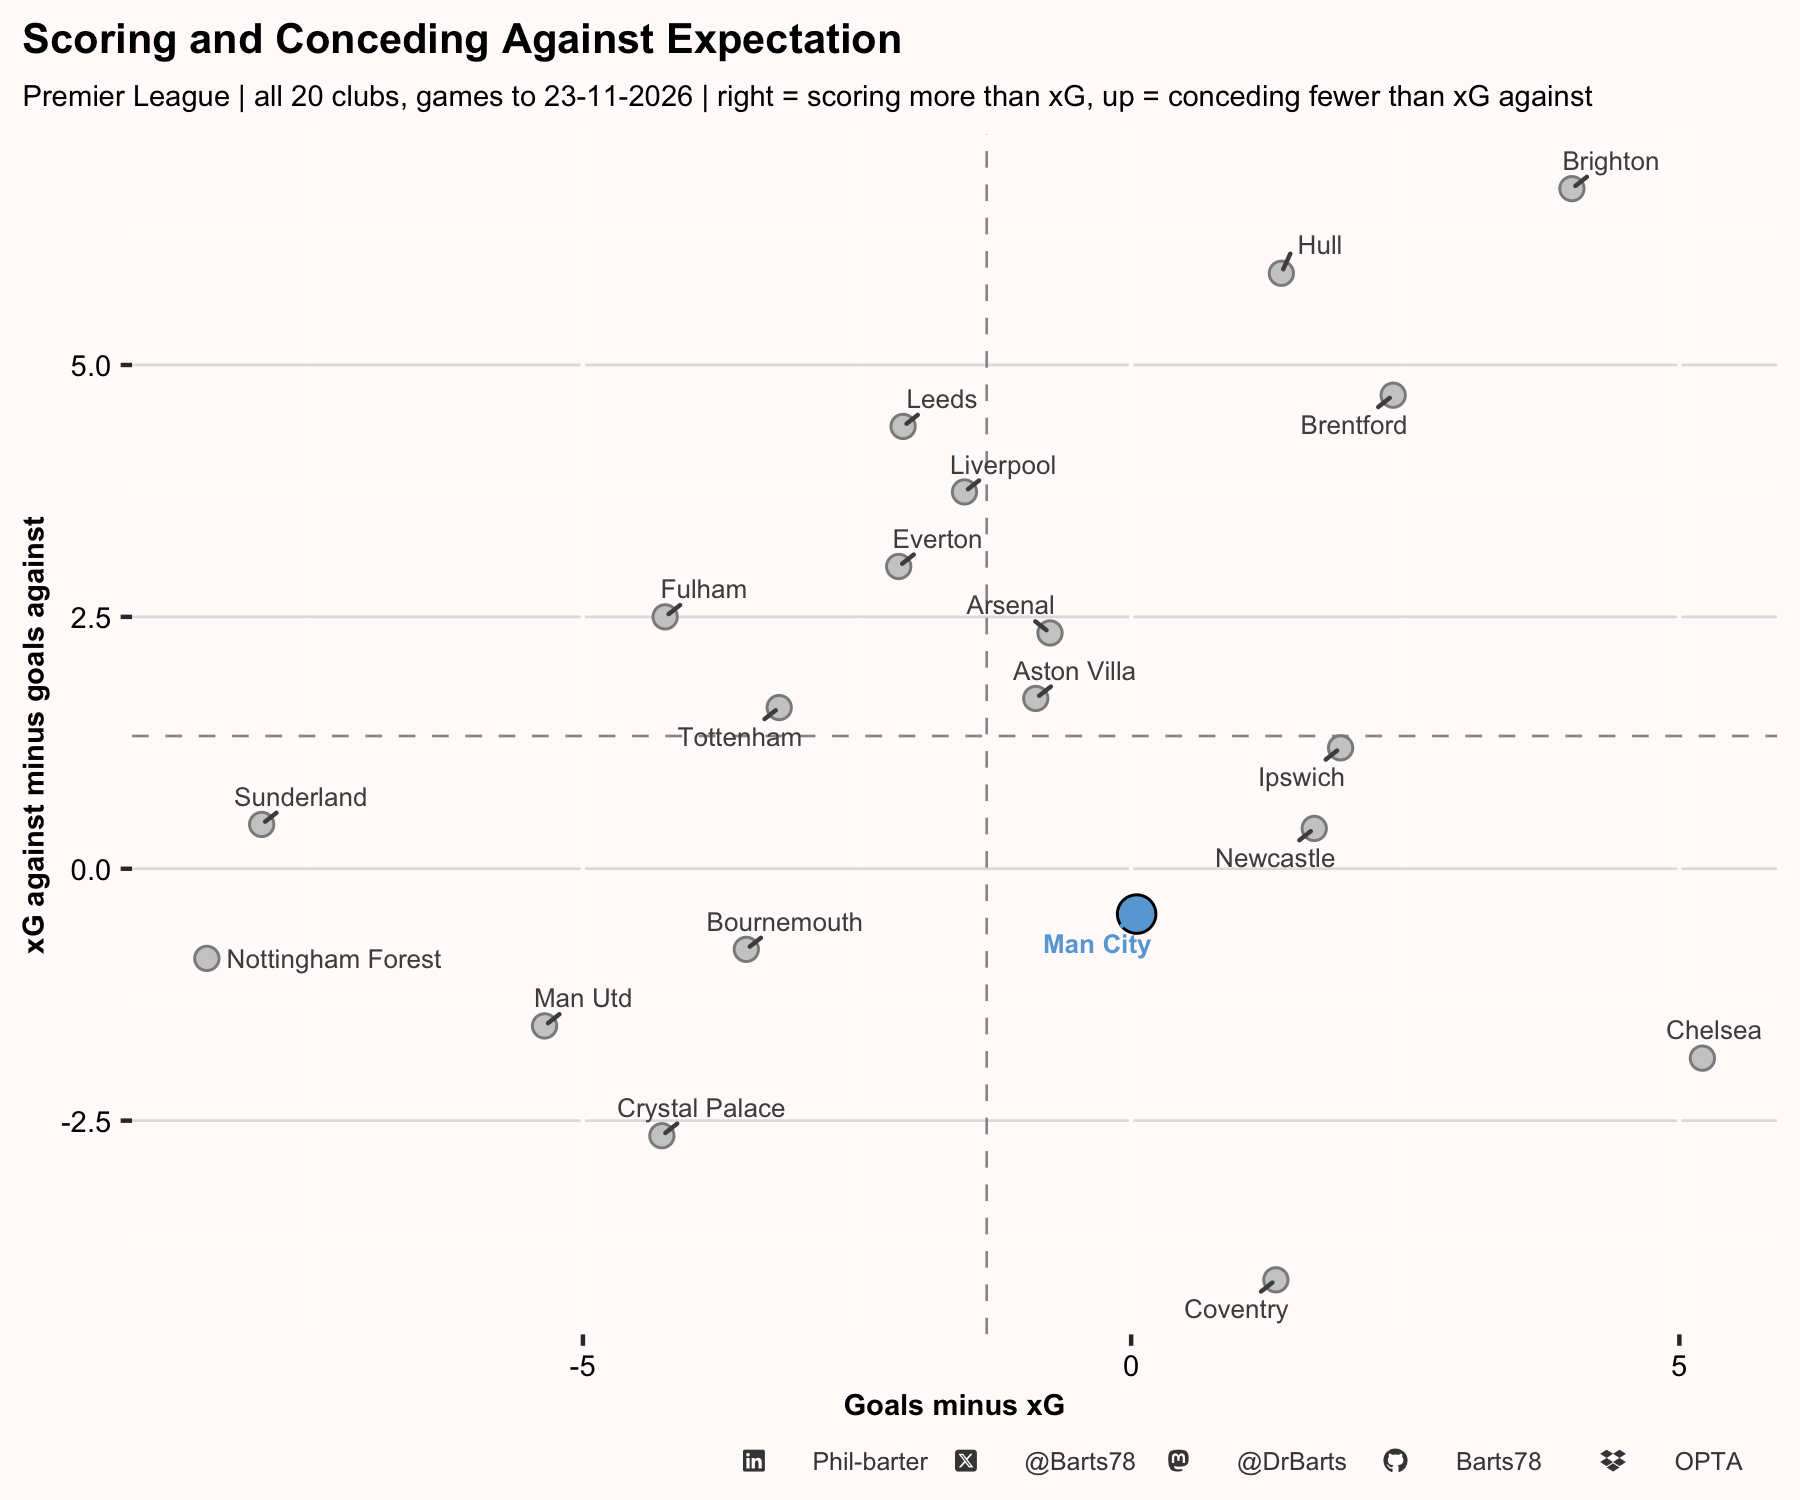 Scoring and Conceding Against Expectation
Premier League | all 20 clubs, games to 23-11-2026 | right = scoring more than xG, up = conceding fewer than xG against
Brighton
Hull
5.0
Leeds
Brentford
Liverpool
Everton
Fulham
2.5
Arsenal
Aston Villa
Tottenham
Ipswich
Sunderland
Newcastle
0.0
Bournemouth
Man City
Nottingham Forest
Man Utd
Chelsea
Crystal Palace
-2.5
Coventry
xG against minus goals against
-5
0
5
Goals minus xG
Phil-barter @Barts78 @DrBarts Barts78 OPTA